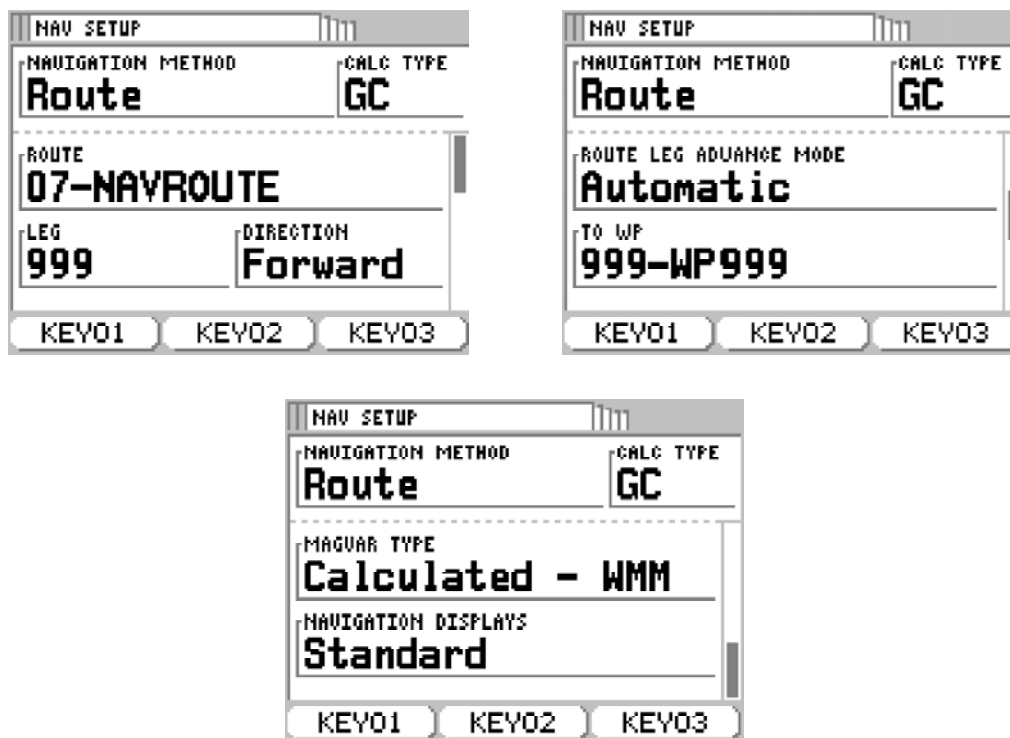 NAV SETUP
NAVIGATION METHOD CALC TYPE
Route GC
ROUTE
07-NAVROUTE
LEG DIRECTION
999 Forward
KEY01 KEY02 KEY03
NAV SETUP
NAVIGATION METHOD CALC TYPE
Route GC
ROUTE LEG ADVANCE MODE
Automatic
TO WP
999-WP999
KEY01 KEY02 KEY03
NAV SETUP
NAVIGATION METHOD CALC TYPE
Route GC
MAGVAR TYPE
Calculated - WMM
NAVIGATION DISPLAYS
Standard
KEY01 KEY02 KEY03